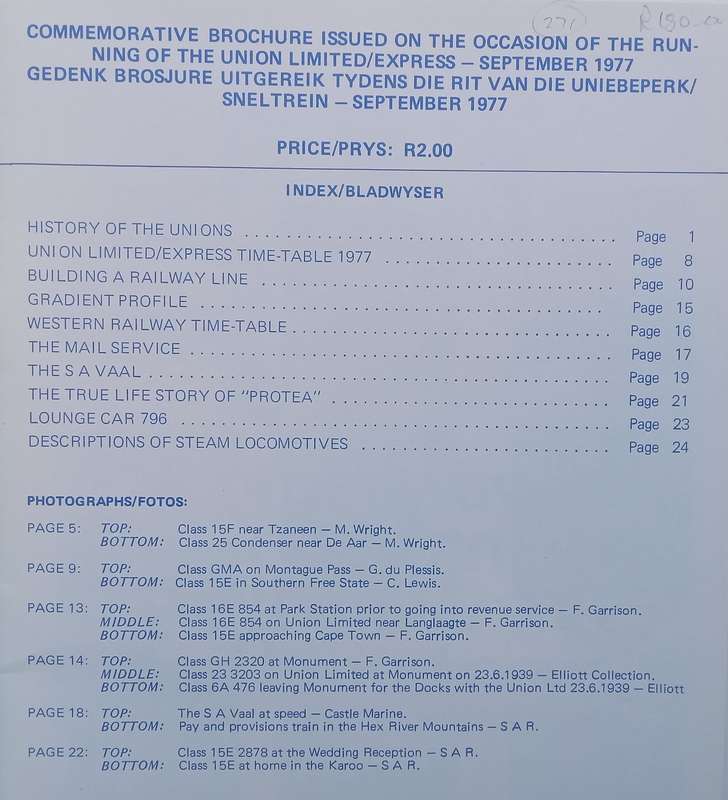 (271) R180-00
COMMEMORATIVE BROCHURE ISSUED ON THE OCCASION OF THE RUN-
NING OF THE UNION LIMITED/EXPRESS – SEPTEMBER 1977
GEDENK BROSJURE UITGEREIK TYDENS DIE RIT VAN DIE UNIEBEPERK/
SNELTREIN – SEPTEMBER 1977
PRICE/PRYS: R2.00
INDEX/BLADWYSER
HISTORY OF THE UNIONS . . . . . . . . . . Page 1
UNION LIMITED/EXPRESS TIME-TABLE 1977 . . . . . . . . . . Page 8
BUILDING A RAILWAY LINE . . . . . . . . . . Page 10
GRADIENT PROFILE . . . . . . . . . . Page 15
WESTERN RAILWAY TIME-TABLE . . . . . . . . . . Page 16
THE MAIL SERVICE . . . . . . . . . . Page 17
THE S A VAAL . . . . . . . . . . Page 19
THE TRUE LIFE STORY OF "PROTEA" . . . . . . . . . . Page 21
LOUNGE CAR 796 . . . . . . . . . . Page 23
DESCRIPTIONS OF STEAM LOCOMOTIVES . . . . . . . . . . Page 24
PHOTOGRAPHS/FOTOS:
PAGE 5: TOP: Class 15F near Tzaneen – M. Wright.
BOTTOM: Class 25 Condenser near De Aar – M. Wright.
PAGE 9: TOP: Class GMA on Montague Pass – G. du Plessis.
BOTTOM: Class 15E in Southern Free State – C. Lewis.
PAGE 13: TOP: Class 16E 854 at Park Station prior to going into revenue service – F. Garrison.
MIDDLE: Class 16E 854 on Union Limited near Langlaagte – F. Garrison.
BOTTOM: Class 15E approaching Cape Town – F. Garrison.
PAGE 14: TOP: Class GH 2320 at Monument – F. Garrison.
MIDDLE: Class 23 3203 on Union Limited at Monument on 23.6.1939 – Elliott Collection.
BOTTOM: Class 6A 476 leaving Monument for the Docks with the Union Ltd 23.6.1939 – Elliott
PAGE 18: TOP: The S A Vaal at speed – Castle Marine.
BOTTOM: Pay and provisions train in the Hex River Mountains – S A R.
PAGE 22: TOP: Class 15E 2878 at the Wedding Reception – S A R.
BOTTOM: Class 15E at home in the Karoo – S A R.